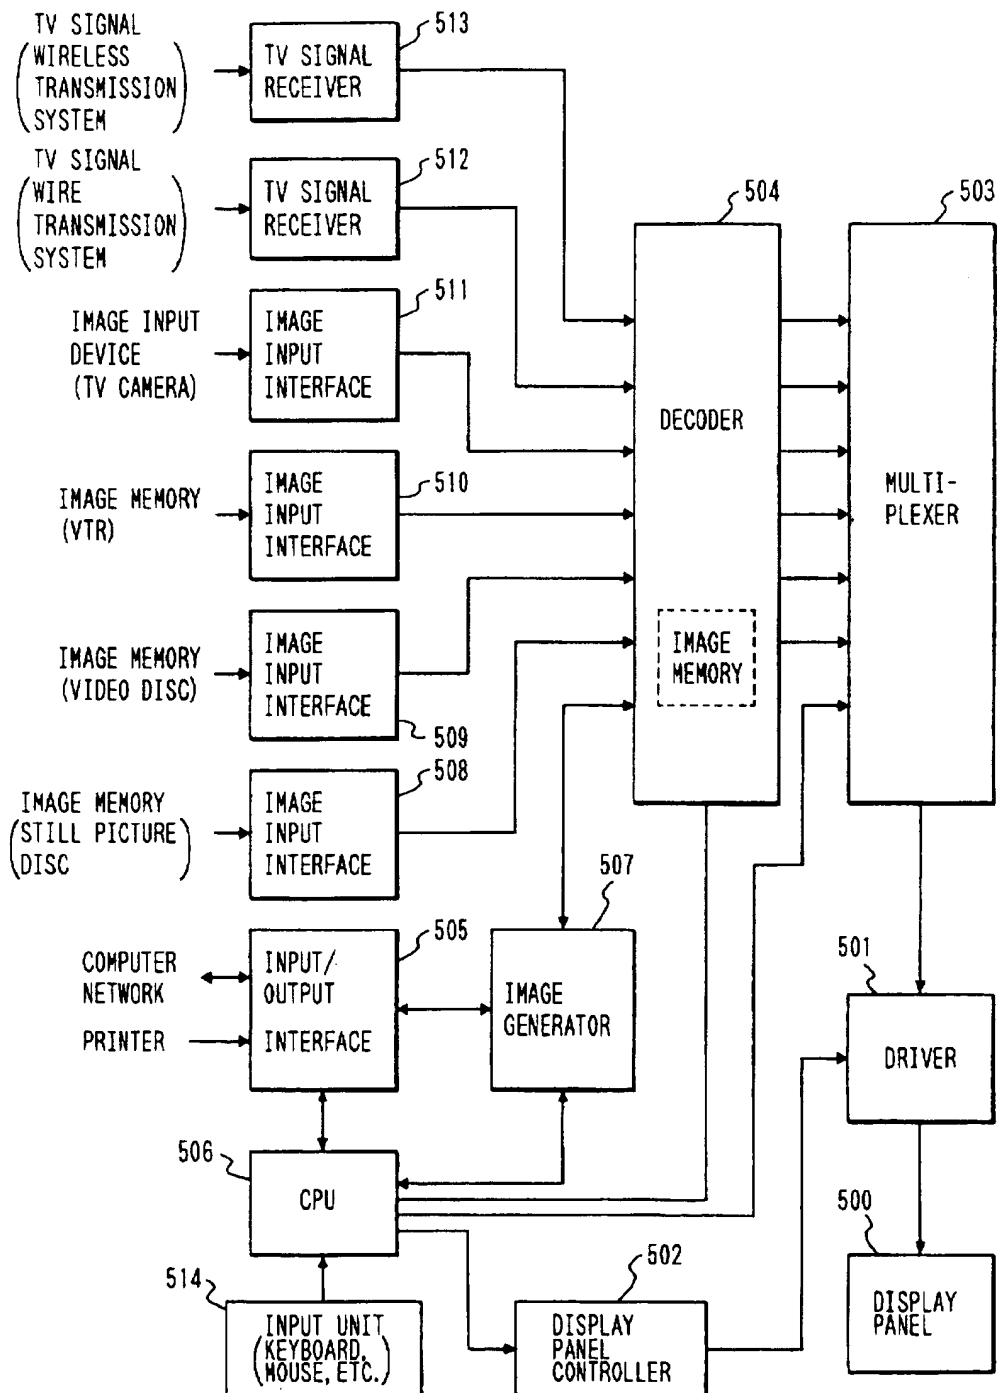 TV SIGNAL
(WIRELESS
TRANSMISSION
SYSTEM)
TV SIGNAL
RECEIVER
513
TV SIGNAL
(WIRE
TRANSMISSION
SYSTEM)
TV SIGNAL
RECEIVER
512
IMAGE INPUT
DEVICE
(TV CAMERA)
IMAGE
INPUT
INTERFACE
511
IMAGE MEMORY
(VTR)
IMAGE
INPUT
INTERFACE
510
IMAGE MEMORY
(VIDEO DISC)
IMAGE
INPUT
INTERFACE
509
IMAGE MEMORY
(STILL PICTURE
DISC)
IMAGE
INPUT
INTERFACE
508
504
DECODER
IMAGE
MEMORY
503
MULTI-
PLEXER
COMPUTER
NETWORK
PRINTER
505
INPUT/
OUTPUT
INTERFACE
507
IMAGE
GENERATOR
501
DRIVER
506
CPU
500
DISPLAY
PANEL
514
INPUT UNIT
(KEYBOARD,
MOUSE, ETC.)
502
DISPLAY
PANEL
CONTROLLER